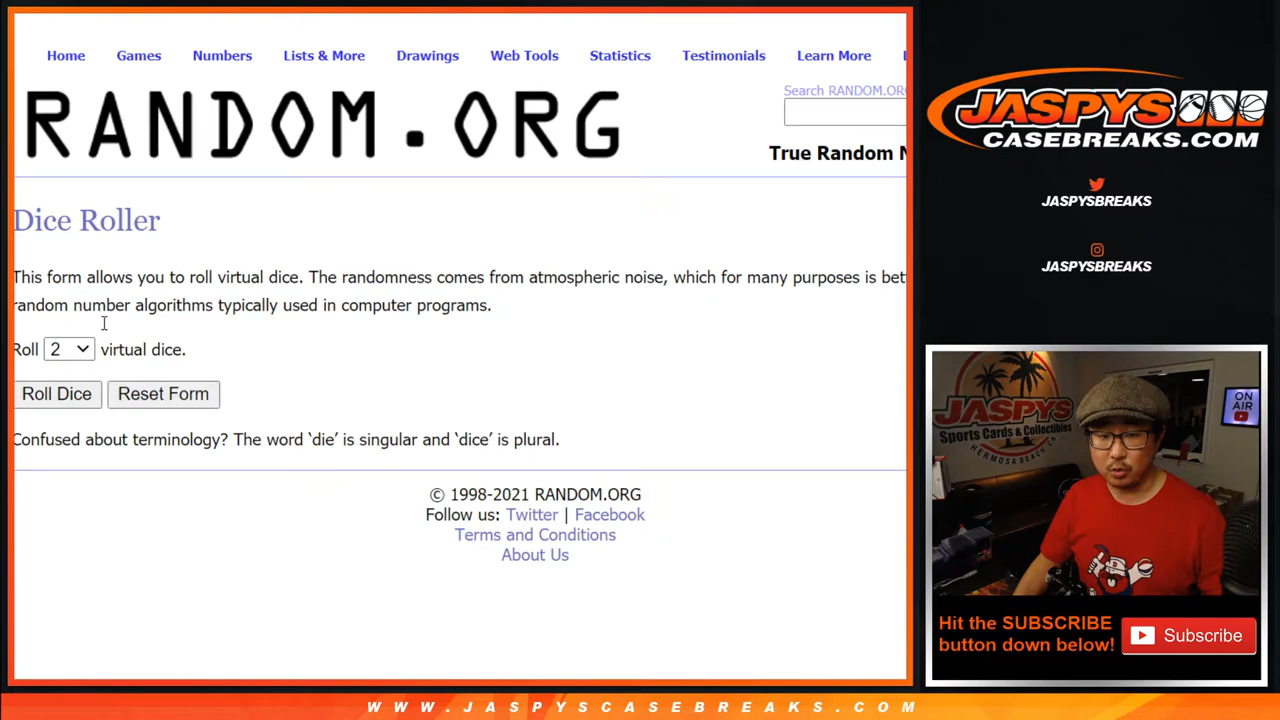 Home Games Numbers Lists & More Drawings Web Tools Statistics Testimonials Learn More
Search RANDOM.ORG
RANDOM.ORG
True Random N
Dice Roller
This form allows you to roll virtual dice. The randomness comes from atmospheric noise, which for many purposes is bet
random number algorithms typically used in computer programs.
Roll 2 virtual dice.
Roll Dice Reset Form
Confused about terminology? The word ‘die’ is singular and ‘dice’ is plural.
© 1998-2021 RANDOM.ORG
Follow us: Twitter | Facebook
Terms and Conditions
About Us
JASPYS
CASEBREAKS.COM
JASPYSBREAKS
JASPYSBREAKS
JASPYS
Sports Cards & Collectibles
HERMOSA BEACH CA
ON
AIR
Hit the SUBSCRIBE
button down below!
Subscribe
WWW.JASPYSCASEBREAKS.COM